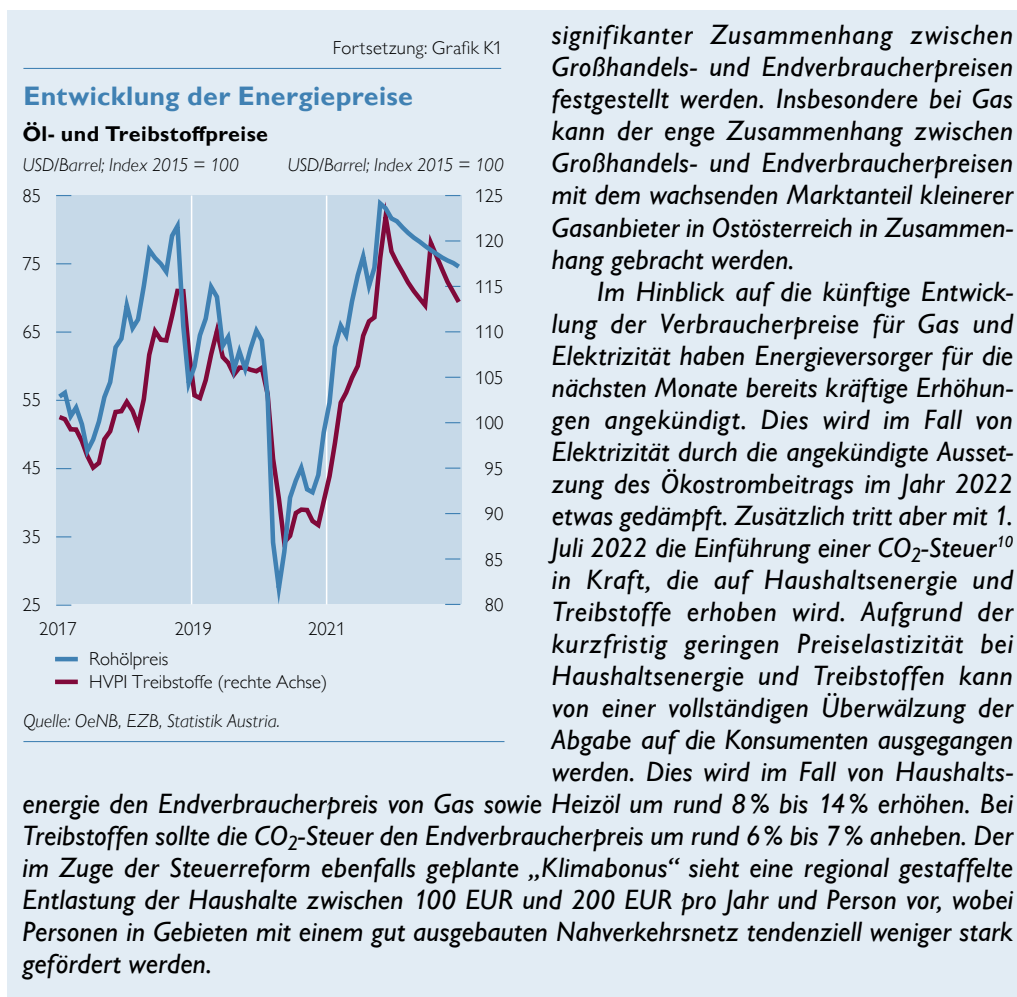 Fortsetzung: Grafik K1
Entwicklung der Energiepreise
Öl- und Treibstoffpreise
USD/Barrel; Index 2015 = 100 USD/Barrel; Index 2015 = 100
85 125
120
75
115
65 110
105
55
100
45 95
90
35
85
25 80
2017 2019 2021
Rohölpreis
HVPI Treibstoffe (rechte Achse)
Quelle: OeNB, EZB, Statistik Austria.
signifikanter Zusammenhang zwischen
Großhandels- und Endverbraucherpreisen
festgestellt werden. Insbesondere bei Gas
kann der enge Zusammenhang zwischen
Großhandels- und Endverbraucherpreisen
mit dem wachsenden Marktanteil kleinerer
Gasanbieter in Ostösterreich in Zusammen-
hang gebracht werden.
Im Hinblick auf die künftige Entwick-
lung der Verbraucherpreise für Gas und
Elektrizität haben Energieversorger für die
nächsten Monate bereits kräftige Erhöhun-
gen angekündigt. Dies wird im Fall von
Elektrizität durch die angekündigte Ausset-
zung des Ökostrombeitrags im Jahr 2022
etwas gedämpft. Zusätzlich tritt aber mit 1.
Juli 2022 die Einführung einer CO2-Steuer10
in Kraft, die auf Haushaltsenergie und
Treibstoffe erhoben wird. Aufgrund der
kurzfristig geringen Preiselastizität bei
Haushaltsenergie und Treibstoffen kann
von einer vollständigen Überwälzung der
Abgabe auf die Konsumenten ausgegangen
werden. Dies wird im Fall von Haushalts-
energie den Endverbraucherpreis von Gas sowie Heizöl um rund 8% bis 14% erhöhen. Bei
Treibstoffen sollte die CO2-Steuer den Endverbraucherpreis um rund 6% bis 7% anheben. Der
im Zuge der Steuerreform ebenfalls geplante „Klimabonus“ sieht eine regional gestaffelte
Entlastung der Haushalte zwischen 100 EUR und 200 EUR pro Jahr und Person vor, wobei
Personen in Gebieten mit einem gut ausgebauten Nahverkehrsnetz tendenziell weniger stark
gefördert werden.